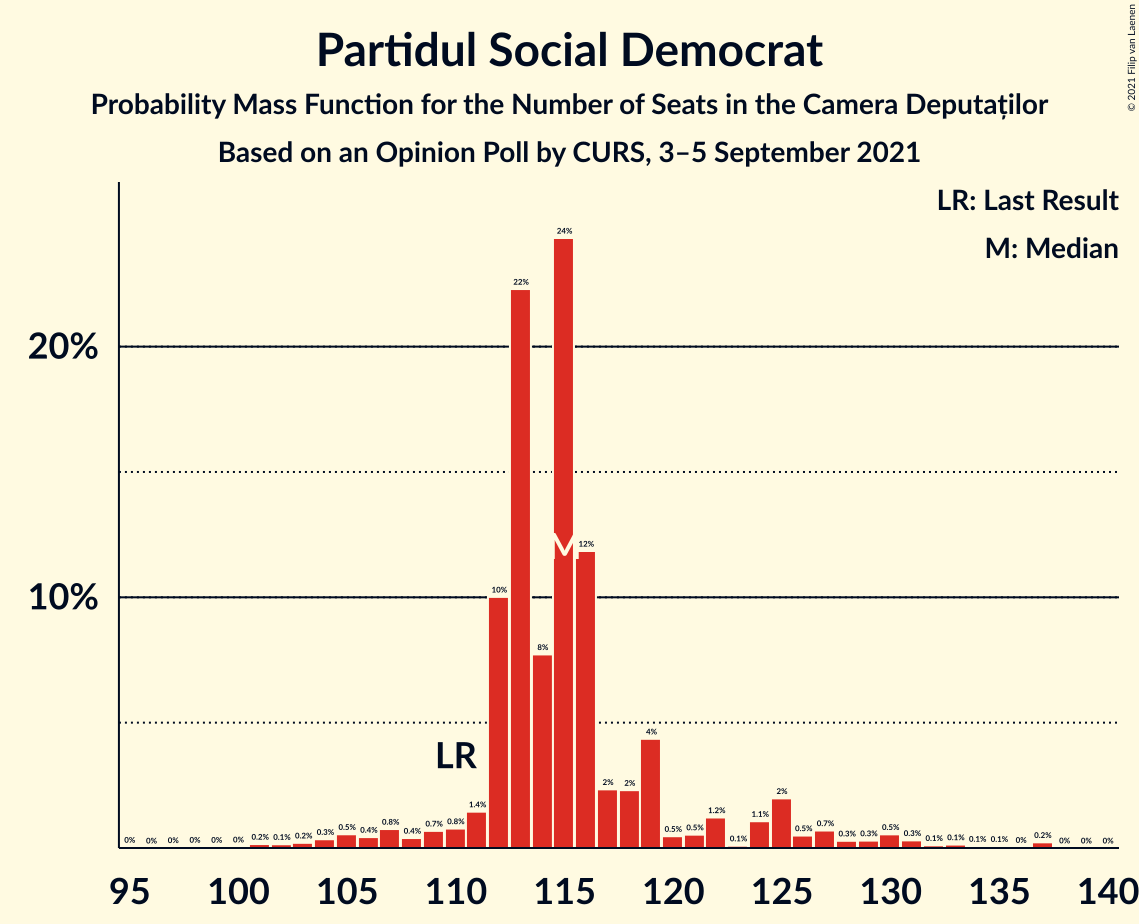 Partidul Social Democrat
Probability Mass Function for the Number of Seats in the Camera Deputaților
Based on an Opinion Poll by CURS, 3–5 September 2021
© 2021 Filip van Laenen
LR: Last Result
M: Median
20%
10%
LR
M
0% 0% 0% 0% 0% 0% 0.2% 0.1% 0.2% 0.3% 0.5% 0.4% 0.8% 0.4% 0.7% 0.8% 1.4% 10% 22% 8% 24% 12% 2% 2% 4% 0.5% 0.5% 1.2% 0.1% 1.1% 2% 0.5% 0.7% 0.3% 0.3% 0.5% 0.3% 0.1% 0.1% 0.1% 0.1% 0% 0.2% 0% 0% 0%
95 100 105 110 115 120 125 130 135 140